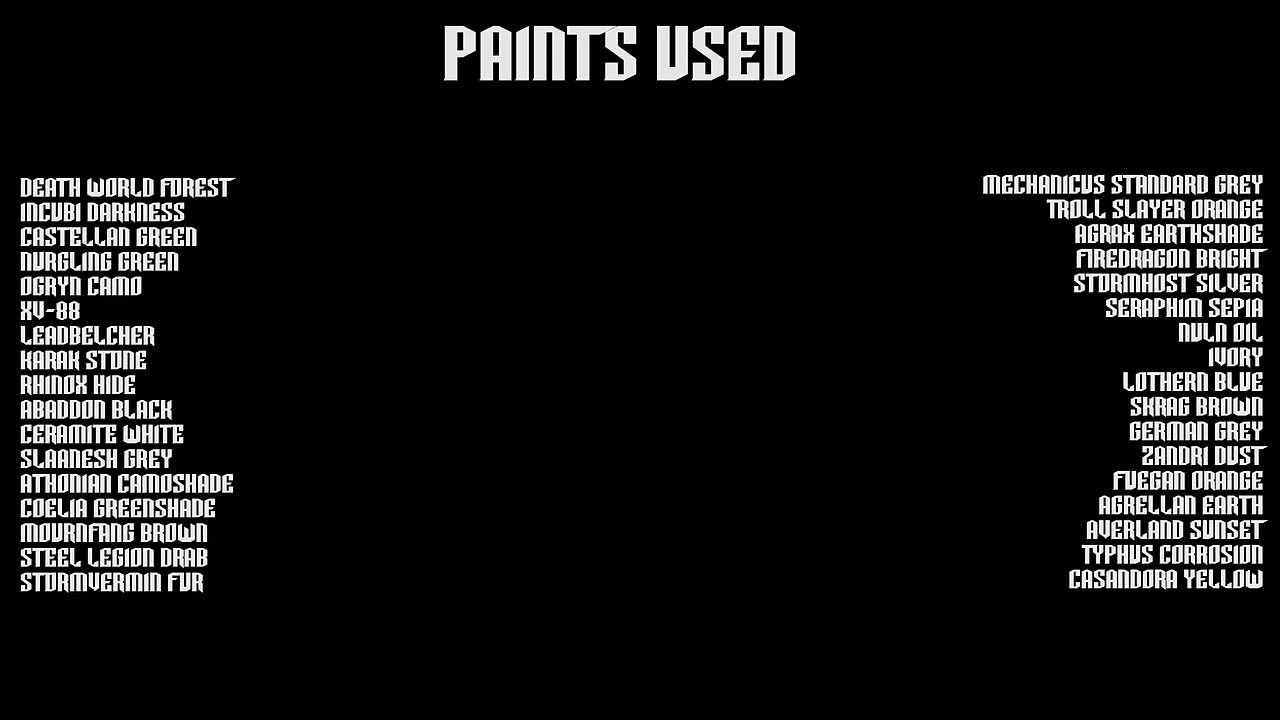 PAINTS USED
DEATH WORLD FOREST
INCUBI DARKNESS
CASTELLAN GREEN
NURGLING GREEN
OGRYN CAMO
XV-88
LEADBELCHER
KARAK STONE
RHINOX HIDE
ABADDON BLACK
CERAMITE WHITE
SLAANESH GREY
ATHONIAN CAMOSHADE
COELIA GREENSHADE
MOURNFANG BROWN
STEEL LEGION DRAB
STORMVERMIN FUR
MECHANICUS STANDARD GREY
TROLL SLAYER ORANGE
AGRAX EARTHSHADE
FIREDRAGON BRIGHT
STORMHOST SILVER
SERAPHIM SEPIA
NULN OIL
IVORY
LOTHERN BLUE
SKRAG BROWN
GERMAN GREY
ZANDRI DUST
FUEGAN ORANGE
AGRELLAN EARTH
AVERLAND SUNSET
TYPHUS CORROSION
CASANDORA YELLOW